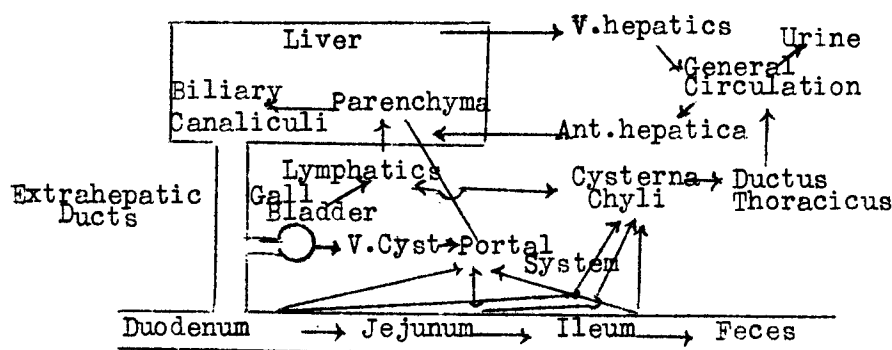 Liver
V.hepatics
Urine
General
Circulation
Biliary
Canaliculi
Parenchyma
Ant.hepatica
Extrahepatic
Ducts
Lymphatics
Gall
Bladder
Cysterna
Chyli
Ductus
Thoracicus
V.Cyst
Portal
System
Duodenum
Jejunum
Ileum
Feces